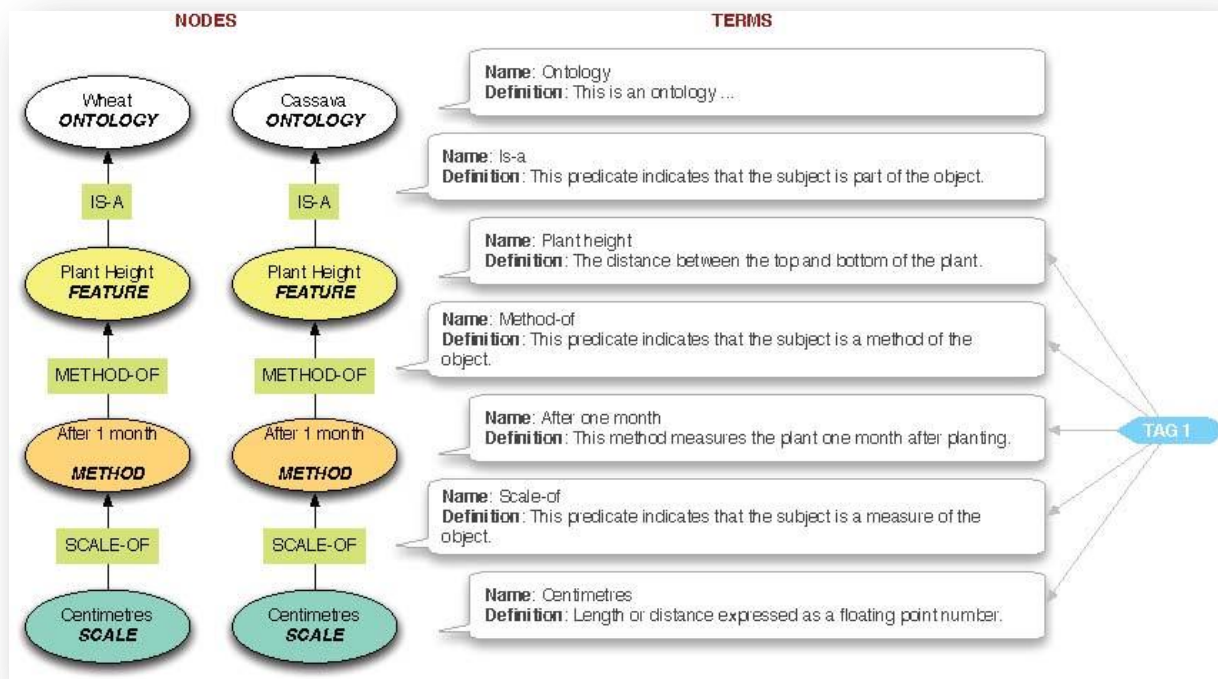 NODES
TERMS
Wheat
ONTOLOGY
Cassava
ONTOLOGY
Name: Ontology
Definition: This is an ontology ...
IS-A
IS-A
Name: Is-a
Definition: This predicate indicates that the subject is part of the object.
Plant Height
FEATURE
Plant Height
FEATURE
Name: Plant height
Definition: The distance between the top and bottom of the plant.
METHOD-OF
METHOD-OF
Name: Method-of
Definition: This predicate indicates that the subject is a method of the
object.
After 1 month
METHOD
After 1 month
METHOD
Name: After one month
Definition: This method measures the plant one month after planting.
TAG 1
SCALE-OF
SCALE-OF
Name: Scale-of
Definition: This predicate indicates that the subject is a measure of the
object.
Centimetres
SCALE
Centimetres
SCALE
Name: Centimetres
Definition: Length or distance expressed as a floating point number.